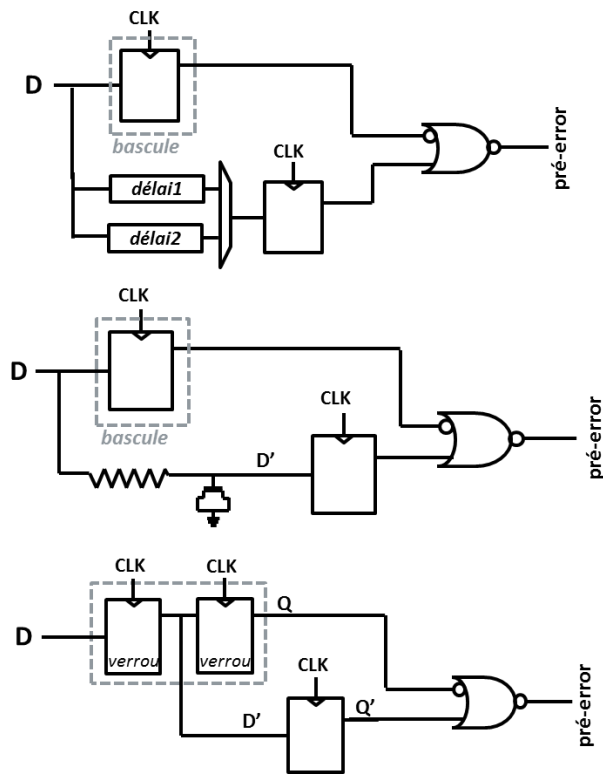 CLK
D
bascule
CLK
délai1
délai2
pré-error
CLK
D
bascule
CLK
D’
pré-error
CLK
CLK
D
Q
verrou
verrou
CLK
D’
Q’
pré-error